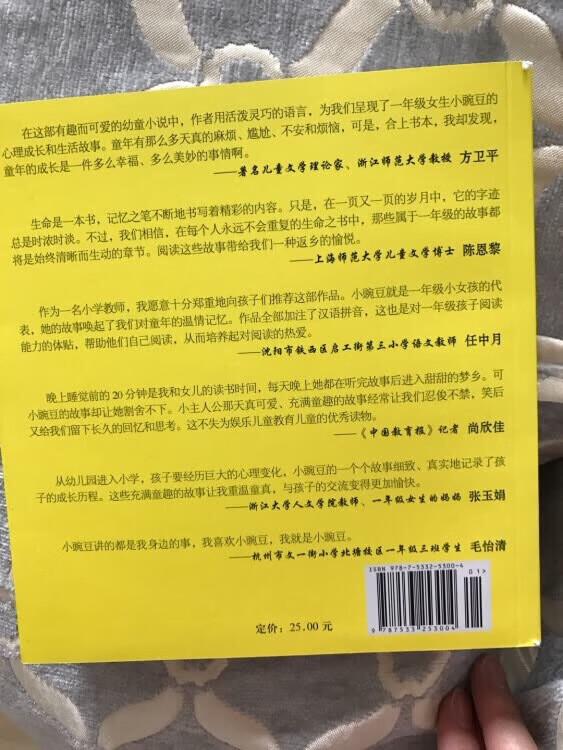 在这部有趣而可爱的幼童小说中，作者用活泼灵巧的语言，为我们呈现了一年级女生小豌豆的
心理成长和生活故事。童年有那么多天真的麻烦、尴尬、不安和烦恼，可是，合上书本，我却发现，
童年的成长是一件多么幸福、多么美妙的事情啊。
——著名儿童文学理论家、浙江师范大学教授 方卫平
生命是一本书，记忆之笔不断地书写着精彩的内容。只是，在一页又一页的岁月中，它的字迹
总是时浓时淡。不过，我们相信，在每个人永远不会重复的生命之书中，那些属于一年级的故事都
将是始终清晰而生动的章节。阅读这些故事带给我们一种返乡的愉悦。
——上海师范大学儿童文学博士 陈恩黎
作为一名小学教师，我愿意十分郑重地向孩子们推荐这部作品。小豌豆就是一年级小女孩的代
表，她的故事唤起了我们对童年的温情记忆。作品全部加注了汉语拼音，这也是对一年级孩子阅读
能力的体贴，帮助他们自己阅读，从而培养起对阅读的热爱。
——沈阳市铁西区启工街第三小学语文教师 任中月
晚上睡觉前的20分钟是我和女儿的读书时间，每天晚上她都在听完故事后进入甜甜的梦乡。可
小豌豆的故事却让她割舍不下。小主人公那天真可爱、充满童趣的故事经常让我们忍俊不禁，笑后
又给我们留下长久的回忆和思考。这不失为娱乐儿童教育儿童的优秀读物。
——《中国教育报》记者 尚欣佳
从幼儿园进入小学，孩子要经历巨大的心理变化，小豌豆的一个个故事细致、真实地记录了孩
子的成长历程。这些充满童趣的故事让我重温童真，与孩子的交流变得更加愉快。
——浙江大学人文学院教师、一年级女生的妈妈 张玉娟
小豌豆讲的都是我身边的事，我喜欢小豌豆，我就是小豌豆。
——杭州市文一街小学北塘校区一年级三班学生 毛怡清
ISBN 978-7-5332-5300-4
01>
9 787533 253004
定价：25.00 元